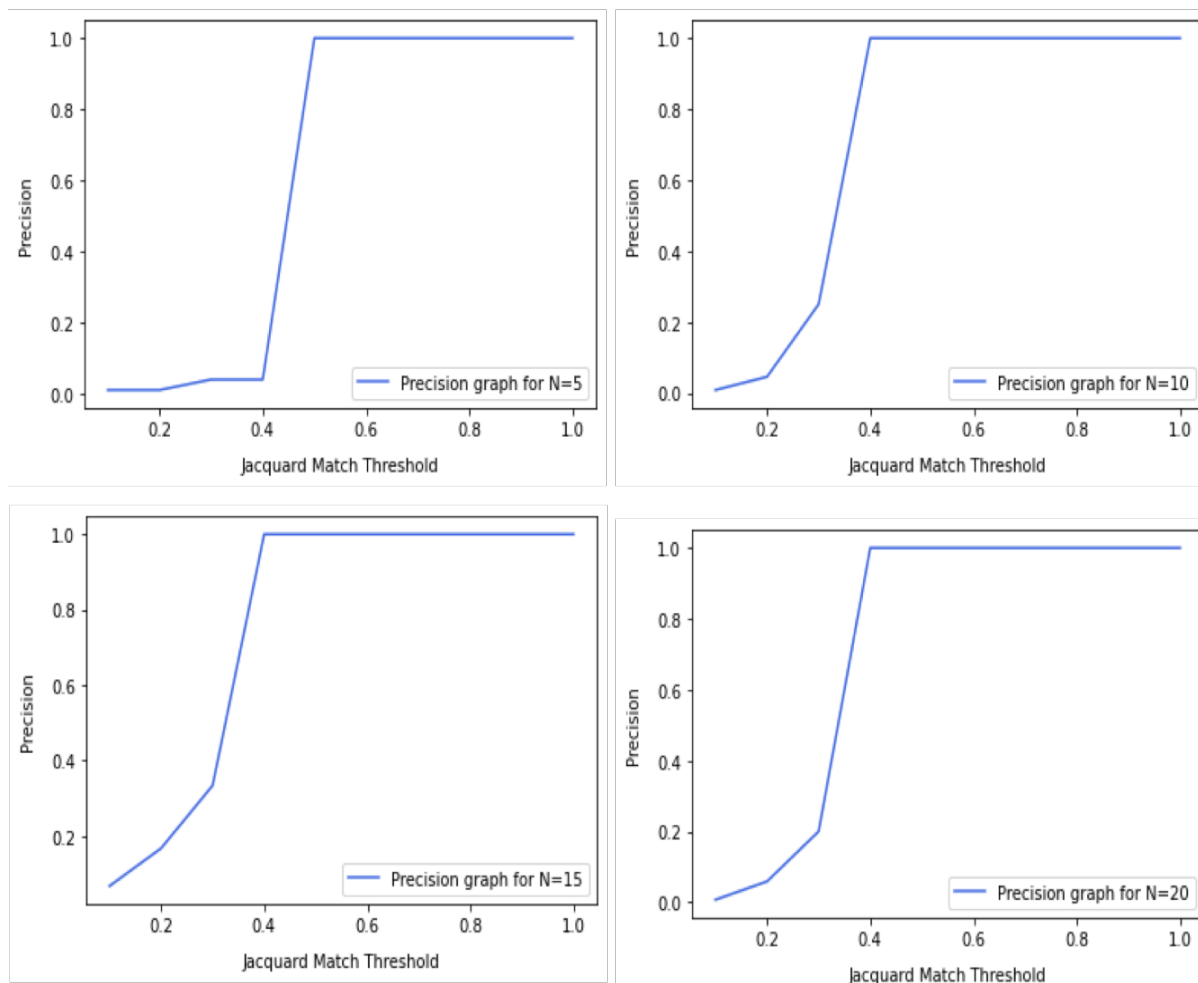 1.0
0.8
0.6
0.4
0.2
0.0
Precision
Precision graph for N=5
0.2 0.4 0.6 0.8 1.0
Jacquard Match Threshold
1.0
0.8
0.6
0.4
0.2
0.0
Precision
Precision graph for N=10
0.2 0.4 0.6 0.8 1.0
Jacquard Match Threshold
1.0
0.8
0.6
0.4
0.2
Precision
Precision graph for N=15
0.2 0.4 0.6 0.8 1.0
Jacquard Match Threshold
1.0
0.8
0.6
0.4
0.2
0.0
Precision
Precision graph for N=20
0.2 0.4 0.6 0.8 1.0
Jacquard Match Threshold